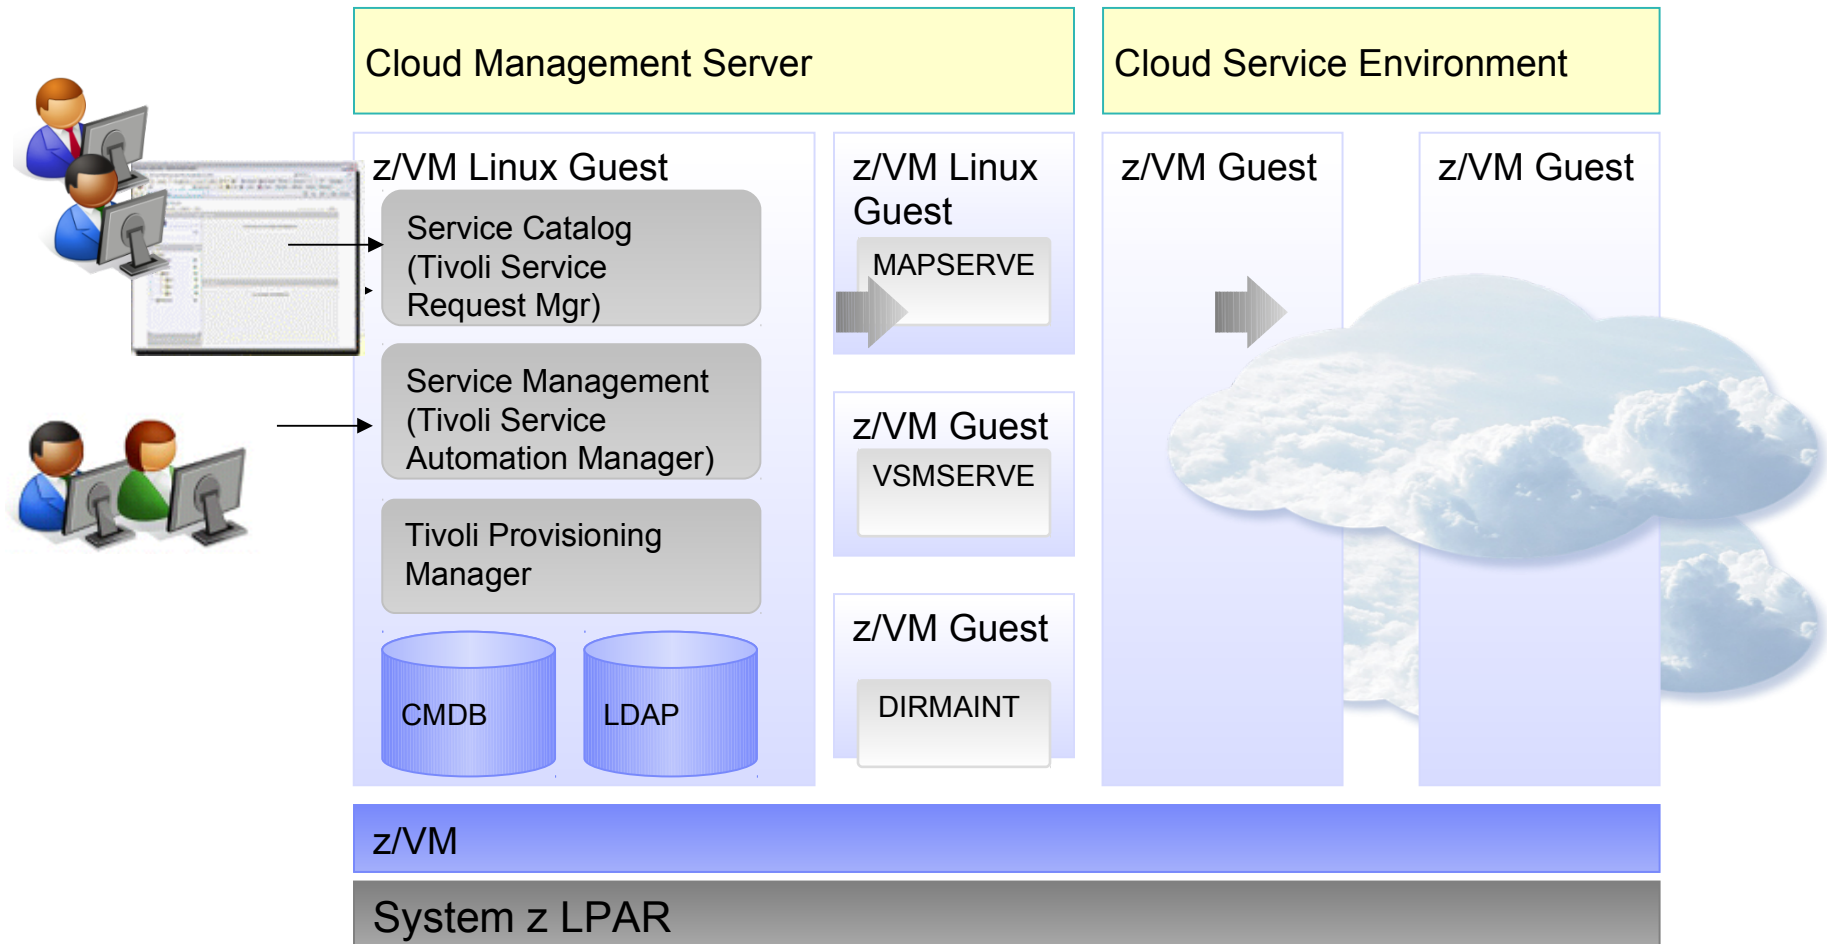 Cloud Management Server
Cloud Service Environment
z/VM Linux Guest
Service Catalog
(Tivoli Service
Request Mgr)
Service Management
(Tivoli Service
Automation Manager)
Tivoli Provisioning
Manager
CMDB
LDAP
z/VM Linux
Guest
MAPSERVE
z/VM Guest
VSMSERVE
z/VM Guest
DIRMAINT
z/VM Guest
z/VM Guest
z/VM
System z LPAR